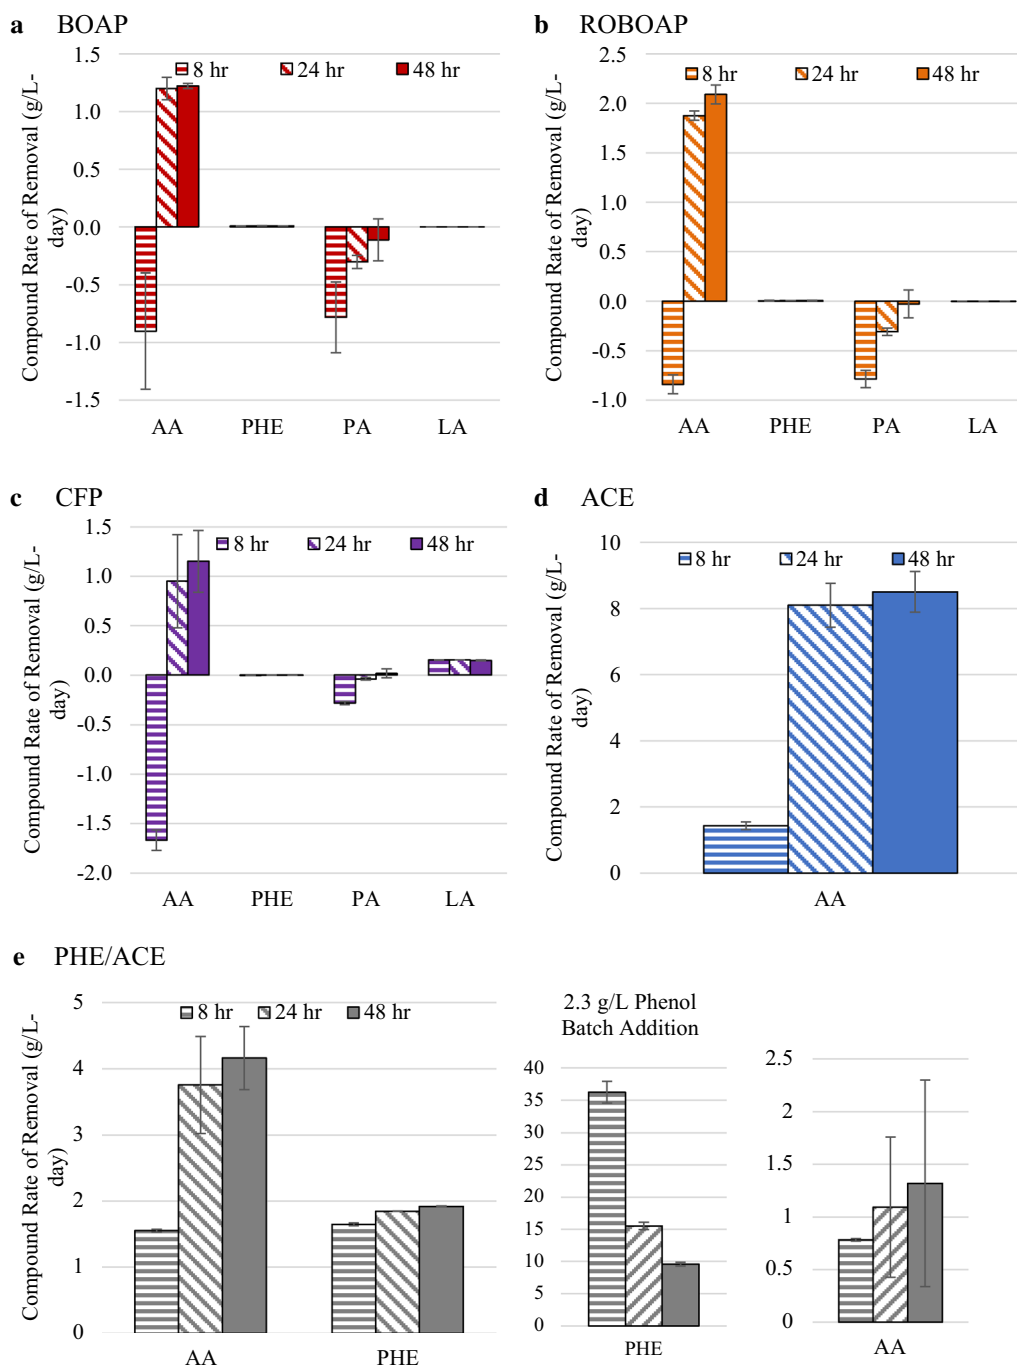 a BOAP
8 hr 24 hr 48 hr
Compound Rate of Removal (g/L-
day)
1.5
1.0
0.5
0.0
-0.5
-1.0
-1.5
AA PHE PA LA
b ROBOAP
8 hr 24 hr 48 hr
Compound Rate of Removal (g/L-
day)
2.5
2.0
1.5
1.0
0.5
0.0
-0.5
-1.0
AA PHE PA LA
c CFP
8 hr 24 hr 48 hr
Compound Rate of Removal (g/L-
day)
1.5
1.0
0.5
0.0
-0.5
-1.0
-1.5
-2.0
AA PHE PA LA
d ACE
8 hr 24 hr 48 hr
Compound Rate of Removal (g/L-
day)
10
8
6
4
2
0
AA
e PHE/ACE
8 hr 24 hr 48 hr
Compound Rate of Removal (g/L-
day)
5
4
3
2
1
0
AA PHE
2.3 g/L Phenol
Batch Addition
40
35
30
25
20
15
10
5
0
PHE
2.5
2
1.5
1
0.5
0
AA